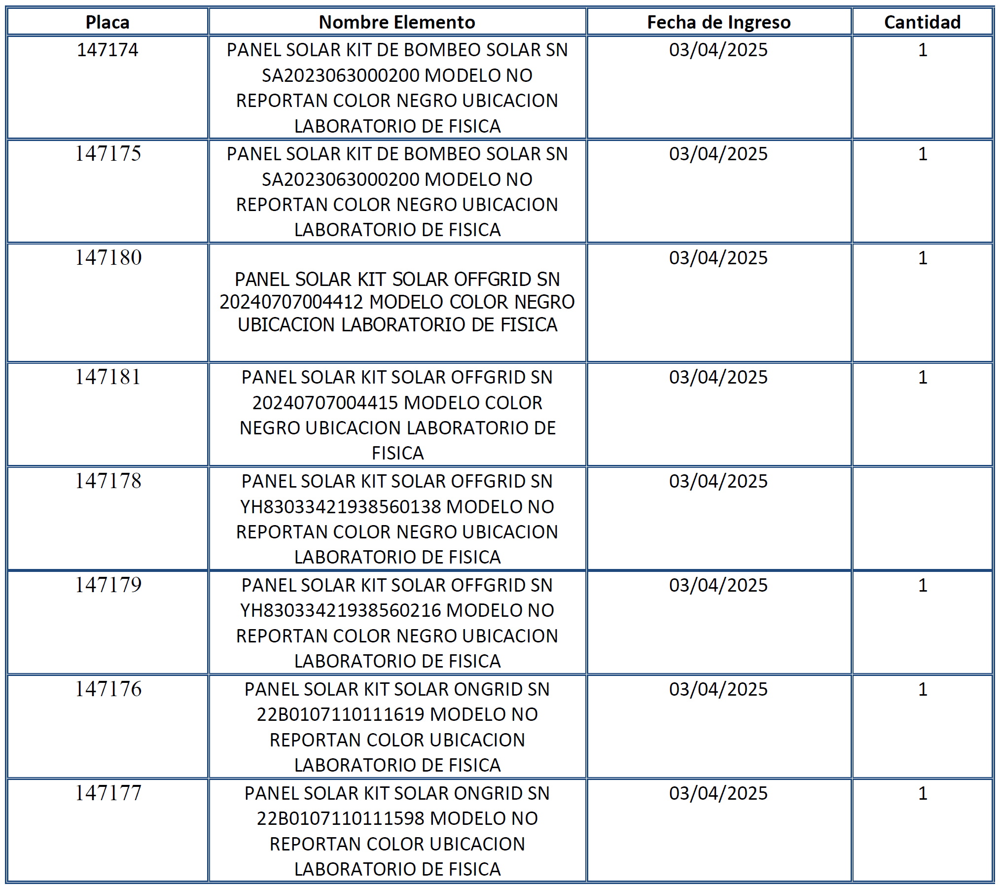 Placa Nombre Elemento Fecha de Ingreso Cantidad
147174 PANEL SOLAR KIT DE BOMBEO SOLAR SN 03/04/2025 1
SA2023063000200 MODELO NO
REPORTAN COLOR NEGRO UBICACION
LABORATORIO DE FISICA
147175 PANEL SOLAR KIT DE BOMBEO SOLAR SN 03/04/2025 1
SA2023063000200 MODELO NO
REPORTAN COLOR NEGRO UBICACION
LABORATORIO DE FISICA
147180 03/04/2025 1
PANEL SOLAR KIT SOLAR OFFGRID SN
20240707004412 MODELO COLOR NEGRO
UBICACION LABORATORIO DE FISICA
147181 PANEL SOLAR KIT SOLAR OFFGRID SN 03/04/2025 1
20240707004415 MODELO COLOR
NEGRO UBICACION LABORATORIO DE
FISICA
147178 PANEL SOLAR KIT SOLAR OFFGRID SN 03/04/2025
YH83033421938560138 MODELO NO
REPORTAN COLOR NEGRO UBICACION
LABORATORIO DE FISICA
147179 PANEL SOLAR KIT SOLAR OFFGRID SN 03/04/2025 1
YH83033421938560216 MODELO NO
REPORTAN COLOR NEGRO UBICACION
LABORATORIO DE FISICA
147176 PANEL SOLAR KIT SOLAR ONGRID SN 03/04/2025 1
22B0107110111619 MODELO NO
REPORTAN COLOR UBICACION
LABORATORIO DE FISICA
147177 PANEL SOLAR KIT SOLAR ONGRID SN 03/04/2025 1
22B0107110111598 MODELO NO
REPORTAN COLOR UBICACION
LABORATORIO DE FISICA